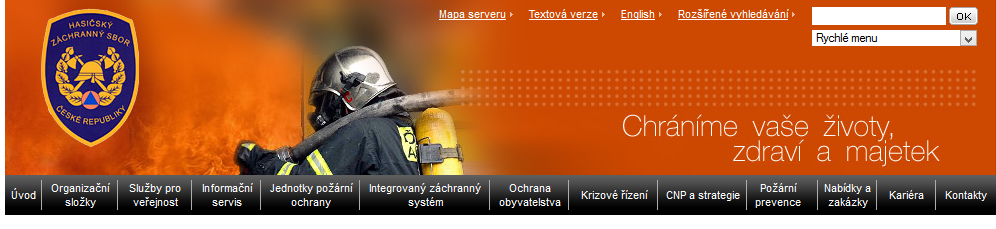 HASIČSKÝ
ZÁCHRANNÝ SBOR
ČESKÉ REPUBLIKY
Mapa serveru
Textová verze
English
Rozšířené vyhledávání
OK
Rychlé menu
Chráníme vaše životy,
zdraví a majetek
Úvod
Organizační
složky
Služby pro
veřejnost
Informační
servis
Jednotky požární
ochrany
Integrovaný záchranný
systém
Ochrana
obyvatelstva
Krizové řízení
CNP a strategie
Požární
prevence
Nabídky a
zakázky
Kariéra
Kontakty